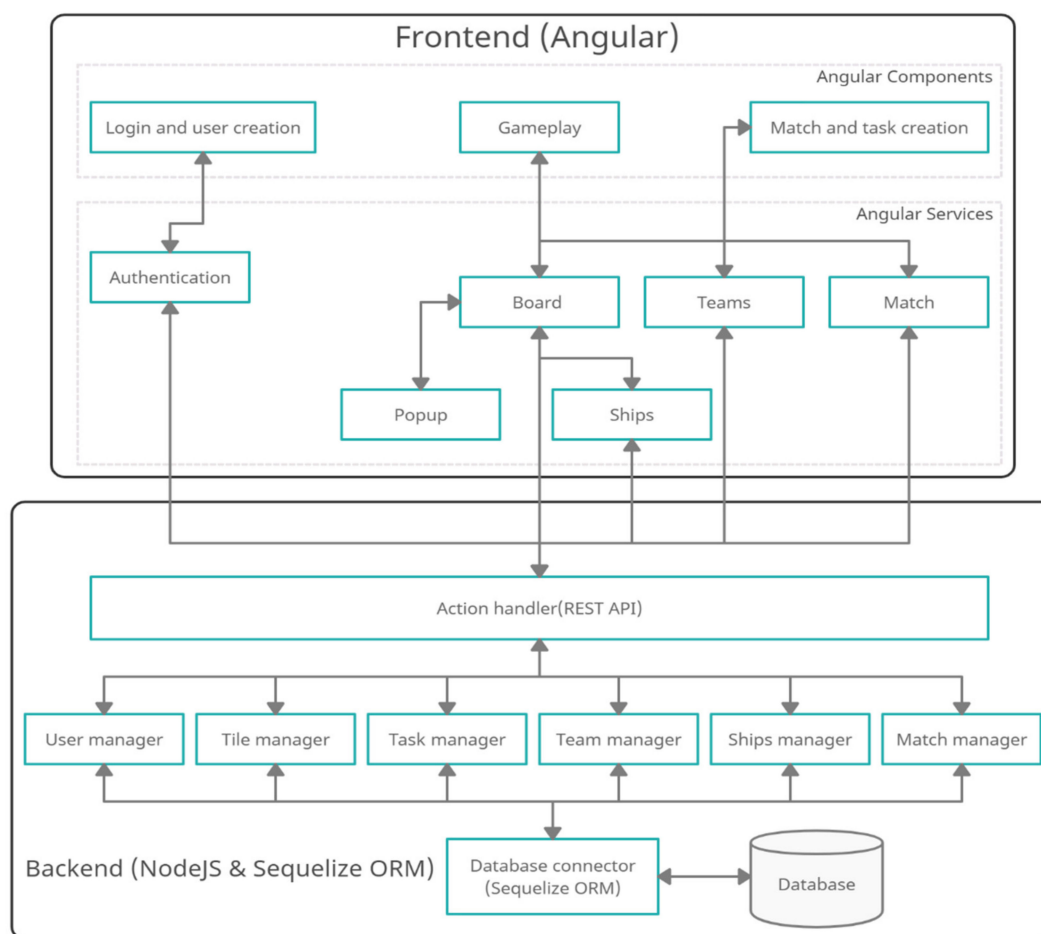 Frontend (Angular)
Angular Components
Login and user creation
Gameplay
Match and task creation
Angular Services
Authentication
Board
Teams
Match
Popup
Ships
Action handler(REST API)
User manager
Tile manager
Task manager
Team manager
Ships manager
Match manager
Backend (NodeJS & Sequelize ORM)
Database connector
(Sequelize ORM)
Database